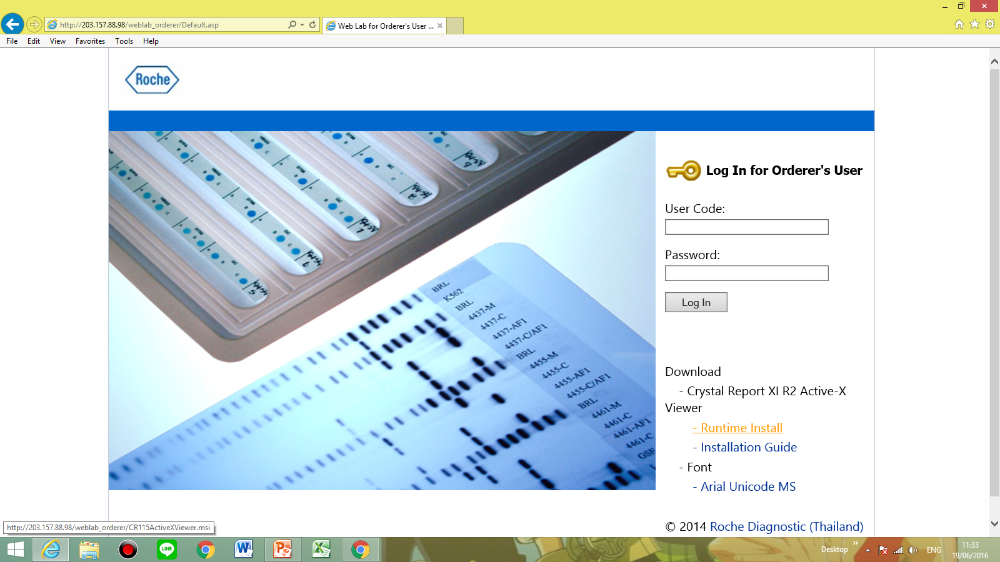 http://203.157.88.98/weblab_orderer/Default.asp
Web Lab for Orderer's User ...
File Edit View Favorites Tools Help
Roche
Log In for Orderer's User
User Code:
Password:
Log In
BRL
K562
BRL
4437-M
4437-C
4437-AF1
4437-C/AF1
BRL
4455-M
4455-C
4455-AF1
4455-C/AF1
BRL
4461-M
4461-C
4461-AF1
4461-C
Download
- Crystal Report XI R2 Active-X
Viewer
- Runtime Install
- Installation Guide
- Font
- Arial Unicode MS
© 2014 Roche Diagnostic (Thailand)
http://203.157.88.98/weblab_orderer/CR115ActiveXViewer.msi
LINE
Desktop
ENG
11:33
19/06/2016